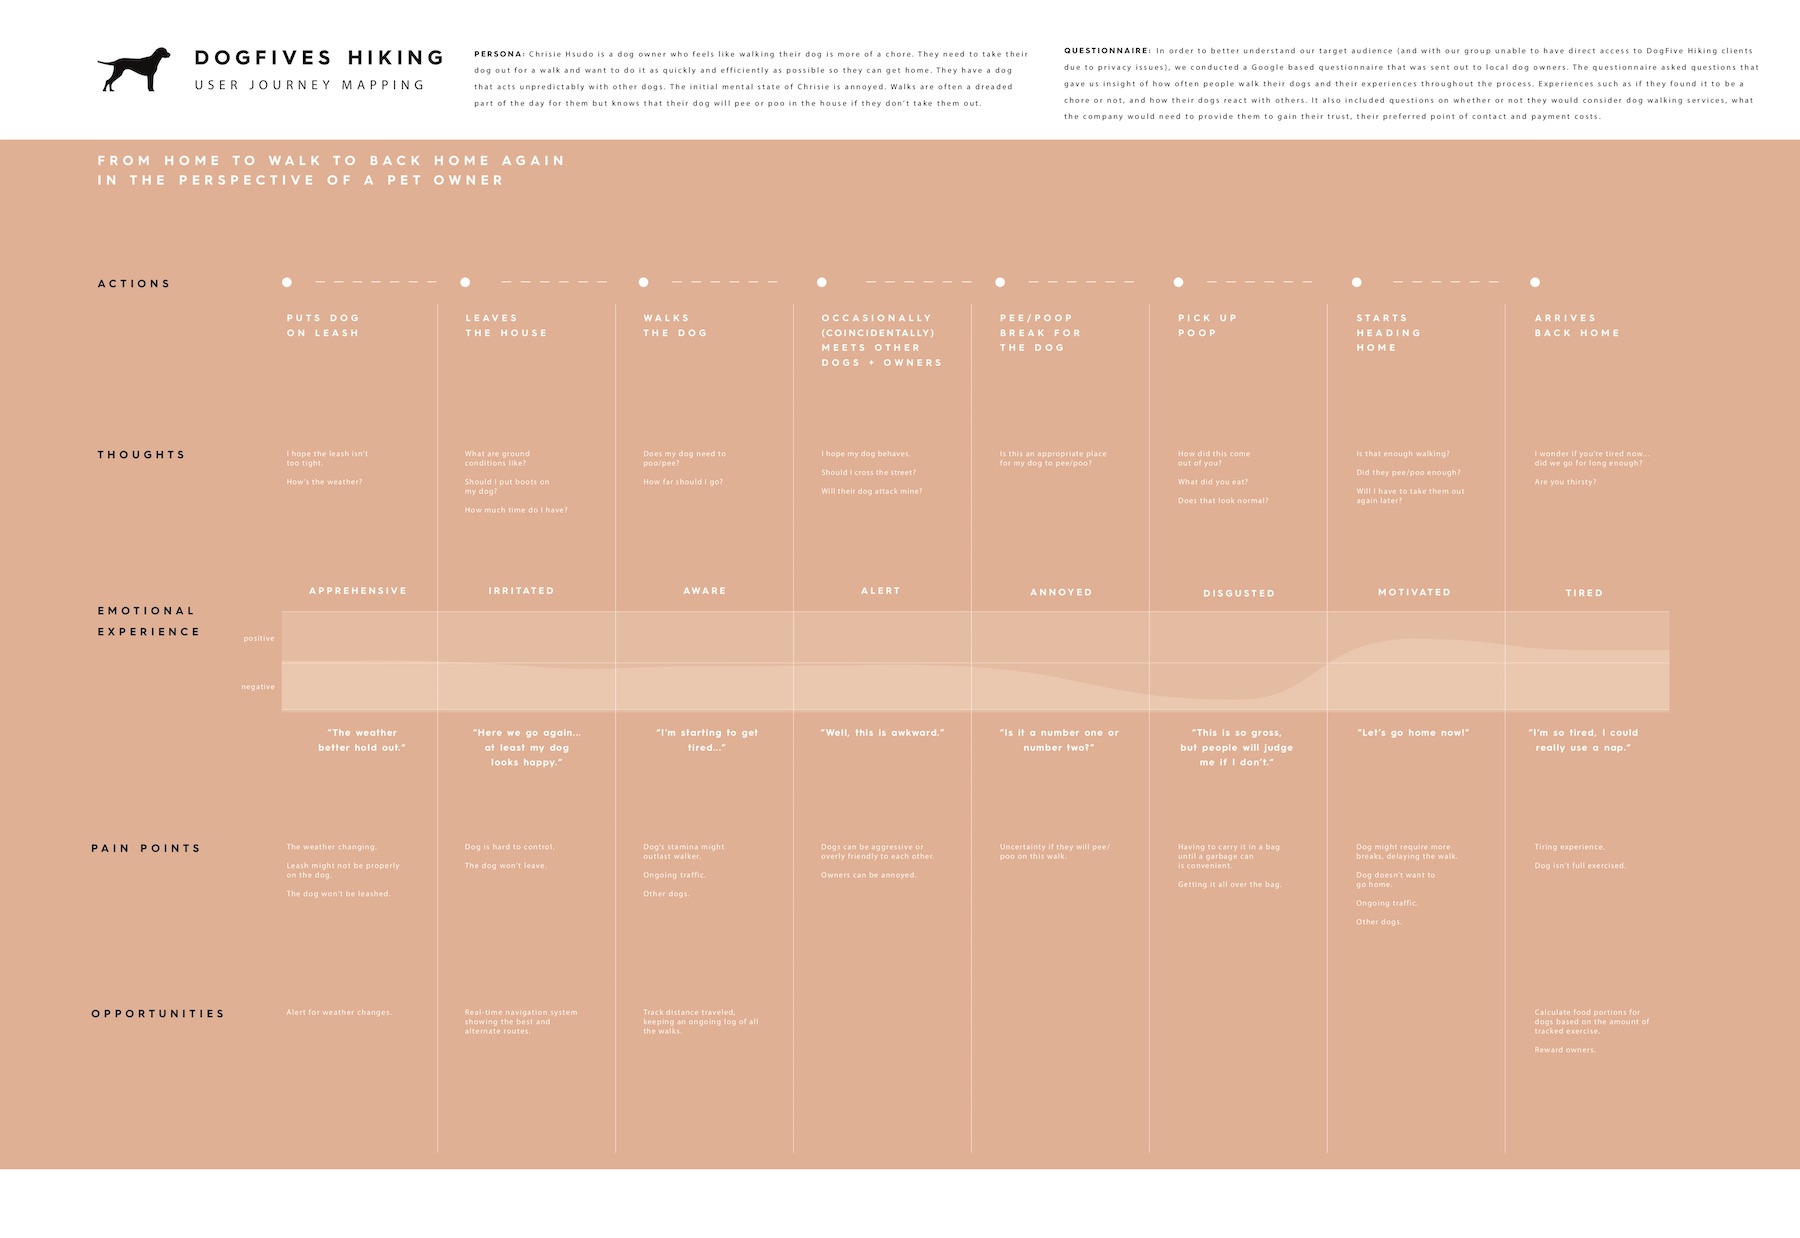 DOGFIVES HIKING
USER JOURNEY MAPPING
PERSONA: Chrisie Hsudo is a dog owner who feels like walking their dog is more of a chore. They need to take their
dog out for a walk and want to do it as quickly and efficiently as possible so they can get home. They have a dog
that acts unpredictably with other dogs. The initial mental state of Chrisie is annoyed. Walks are often a dreaded
part of the day for them but knows that their dog will pee or poo in the house if they don't take them out.
QUESTIONNAIRE: In order to better understand our target audience (and with our group unable to have direct access to DogFive Hiking clients
due to privacy issues), we conducted a Google based questionnaire that was sent out to local dog owners. The questionnaire asked questions that
gave us insight of how often people walk their dogs and their experiences throughout the process. Experiences such as if they found it to be a
chore or not, and how their dogs react with others. It also included questions on whether or not they would consider dog walking services, what
the company would need to provide them to gain their trust, their preferred point of contact and payment costs.
FROM HOME TO WALK TO BACK HOME AGAIN
IN THE PERSPECTIVE OF A PET OWNER
ACTIONS
PUTS DOG
ON LEASH
LEAVES
THE HOUSE
WALKS
THE DOG
OCCASIONALLY
(COINCIDENTALLY)
MEETS OTHER
DOGS + OWNERS
PEE/POOP
BREAK FOR
THE DOG
PICK UP
POOP
STARTS
HEADING
HOME
ARRIVES
BACK HOME
THOUGHTS
I hope the leash isn't
too tight.
How's the weather?
What are ground
conditions like?
Should I put boots on
my dog?
How much time do I have?
Does my dog need to
poo/pee?
How far should I go?
I hope my dog behaves.
Should I cross the street?
Will their dog attack mine?
Is this an appropriate place
for my dog to pee/poo?
How did this come
out of you?
What did you eat?
Does that look normal?
Is that enough walking?
Did they pee/poo enough?
Will I have to take them out
again later?
I wonder if you're tired now...
did we go for long enough?
Are you thirsty?
EMOTIONAL
EXPERIENCE
positive
negative
APPREHENSIVE
IRRITATED
AWARE
ALERT
ANNOYED
DISGUSTED
MOTIVATED
TIRED
"The weather
better hold out."
"Here we go again...
at least my dog
looks happy."
"I'm starting to get
tired..."
"Well, this is awkward."
"Is it a number one or
number two?"
"This is so gross,
but people will judge
me if I don't."
"Let's go home now!"
"I'm so tired, I could
really use a nap."
PAIN POINTS
The weather changing.
Leash might not be properly
on the dog.
The dog won't be leashed.
Dog is hard to control.
The dog won't leave.
Dog's stamina might
outlast walker.
Ongoing traffic.
Other dogs.
Dogs can be aggressive or
overly friendly to each other.
Owners can be annoyed.
Uncertainty if they will pee/
poo on this walk.
Having to carry it in a bag
until a garbage can
is convenient.
Getting it all over the bag.
Dog might require more
breaks, delaying the walk.
Dog doesn't want to
go home.
Ongoing traffic.
Other dogs.
Tiring experience.
Dog isn't full exercised.
OPPORTUNITIES
Alert for weather changes.
Real-time navigation system
showing the best and
alternate routes.
Track distance traveled,
keeping an ongoing log of all
the walks.
Calculate food portions for
dogs based on the amount of
tracked exercise.
Reward owners.